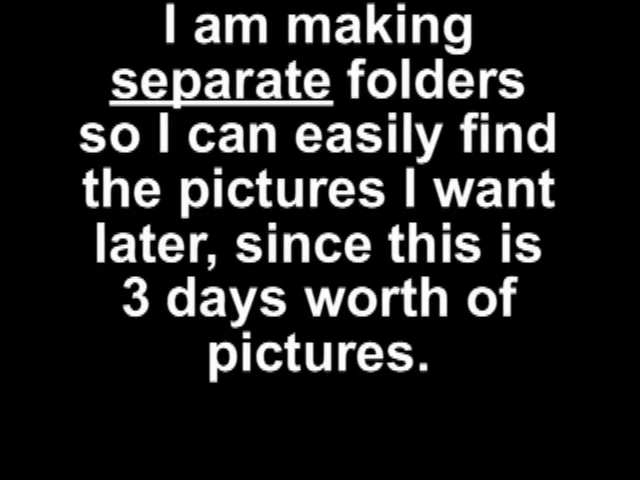 I am making
separate folders
so I can easily find
the pictures I want
later, since this is
3 days worth of
pictures.